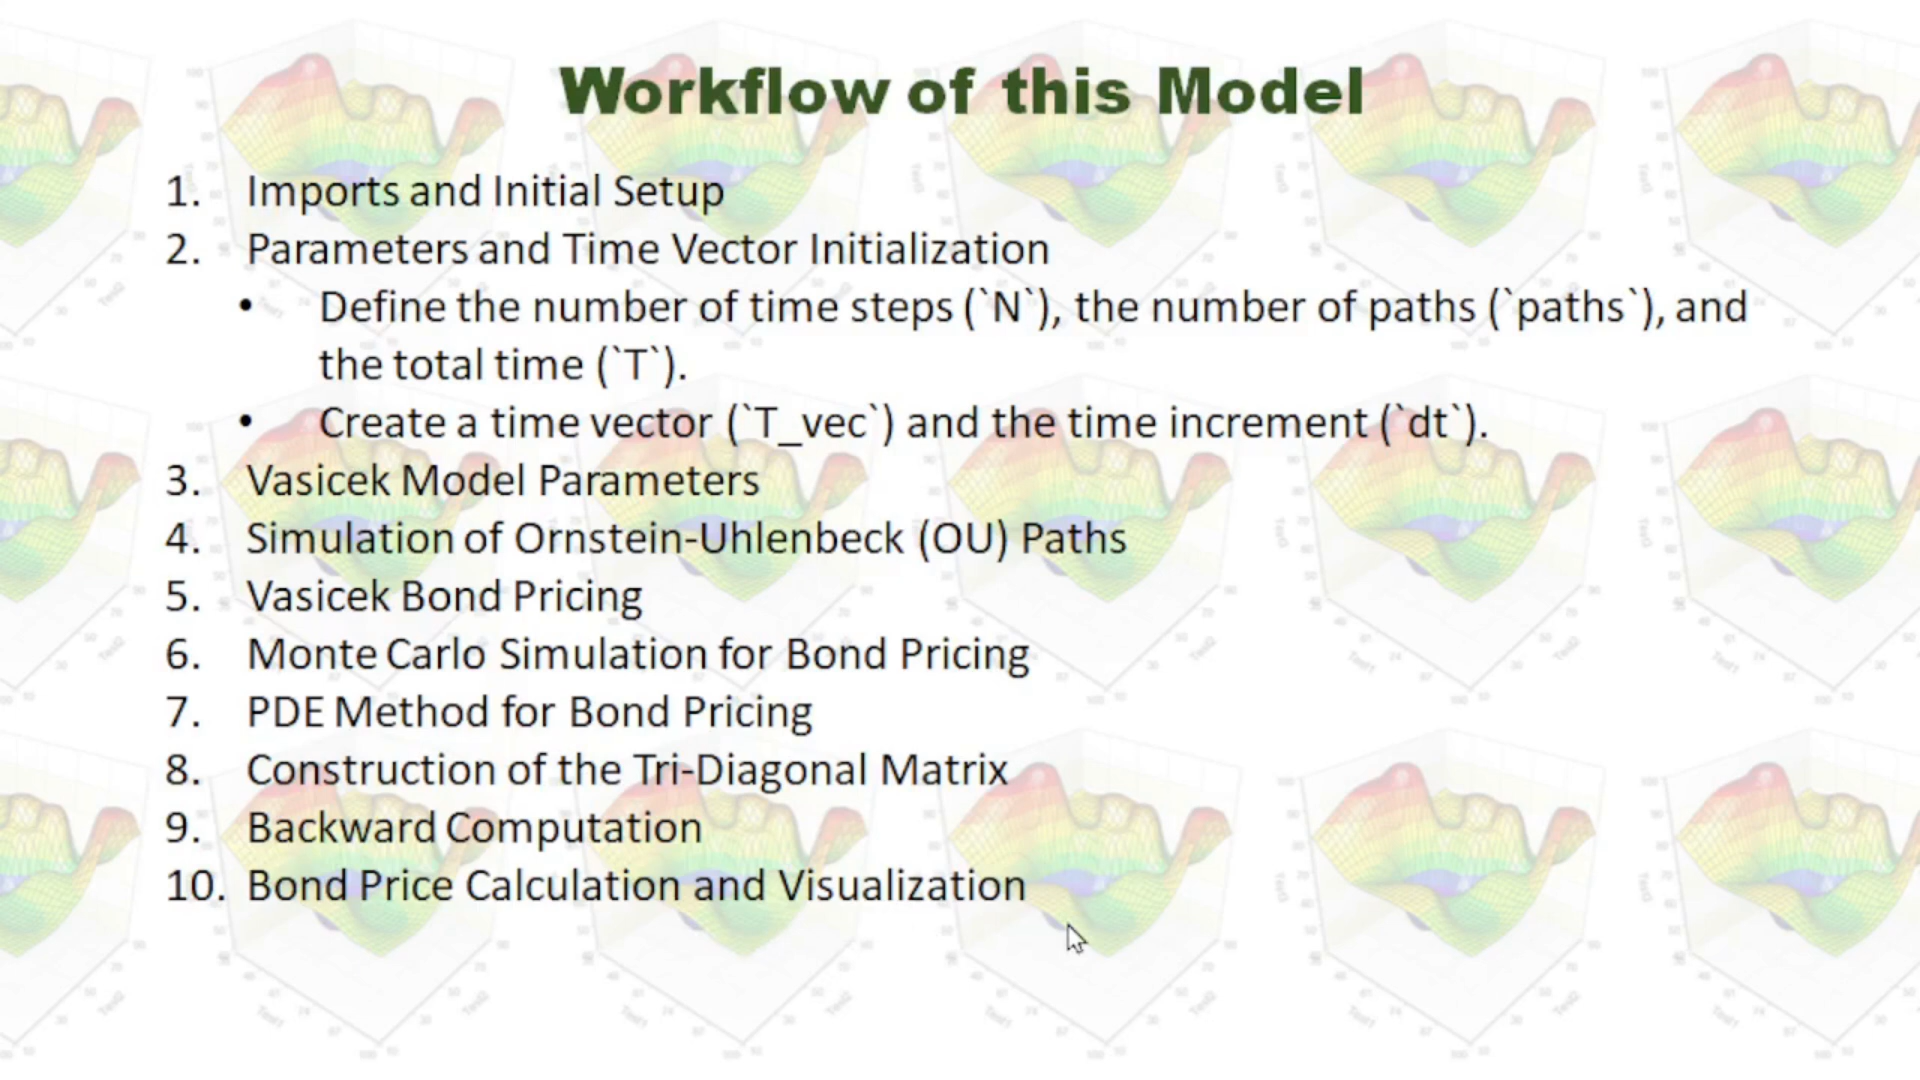 Workflow of this Model
1. Imports and Initial Setup
2. Parameters and Time Vector Initialization
• Define the number of time steps (`N`), the number of paths (`paths`), and
the total time (`T`).
• Create a time vector (`T_vec`) and the time increment (`dt`).
3. Vasicek Model Parameters
4. Simulation of Ornstein-Uhlenbeck (OU) Paths
5. Vasicek Bond Pricing
6. Monte Carlo Simulation for Bond Pricing
7. PDE Method for Bond Pricing
8. Construction of the Tri-Diagonal Matrix
9. Backward Computation
10. Bond Price Calculation and Visualization